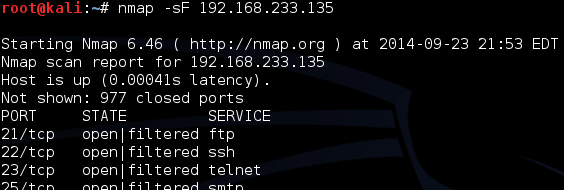 root@kali:~# nmap -sF 192.168.233.135
Starting Nmap 6.46 ( http://nmap.org ) at 2014-09-23 21:53 EDT
Nmap scan report for 192.168.233.135
Host is up (0.00041s latency).
Not shown: 977 closed ports
PORT STATE SERVICE
21/tcp open|filtered ftp
22/tcp open|filtered ssh
23/tcp open|filtered telnet
25/tcp open|filtered smtp